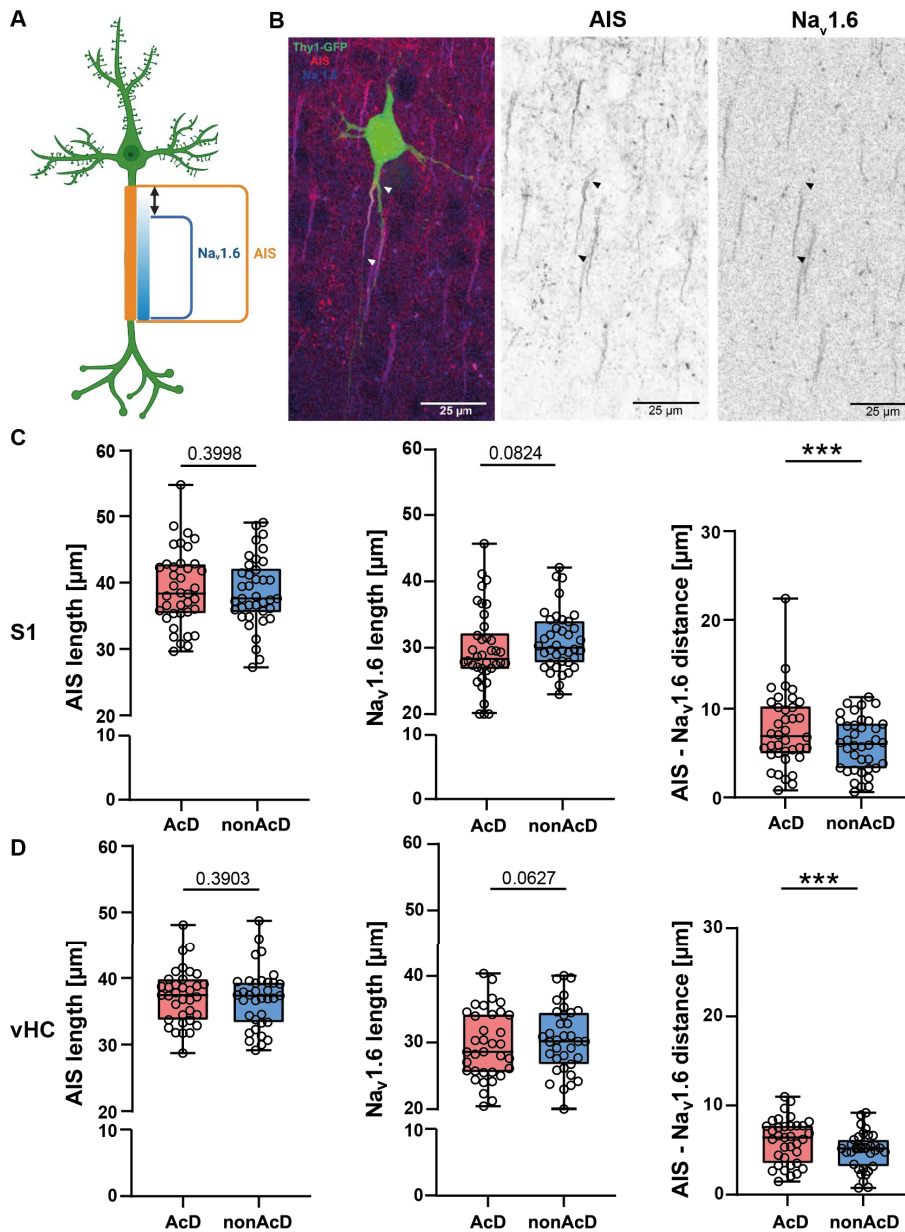 A
Nav1.6
AIS
B
AIS
Nav1.6
Thy1-GFP
AIS
Nav1.6
25 µm
25 µm
25 µm
C
S1
AIS length [µm]
60
50
40
30
20
10
0
0.3998
AcD
nonAcD
Nav1.6 length [µm]
60
50
40
30
20
10
0
0.0824
AcD
nonAcD
AIS - Nav1.6 distance [µm]
30
20
10
0
***
AcD
nonAcD
D
vHC
AIS length [µm]
60
50
40
30
20
10
0
0.3903
AcD
nonAcD
Nav1.6 length [µm]
60
50
40
30
20
10
0
0.0627
AcD
nonAcD
AIS - Nav1.6 distance [µm]
30
20
10
0
***
AcD
nonAcD